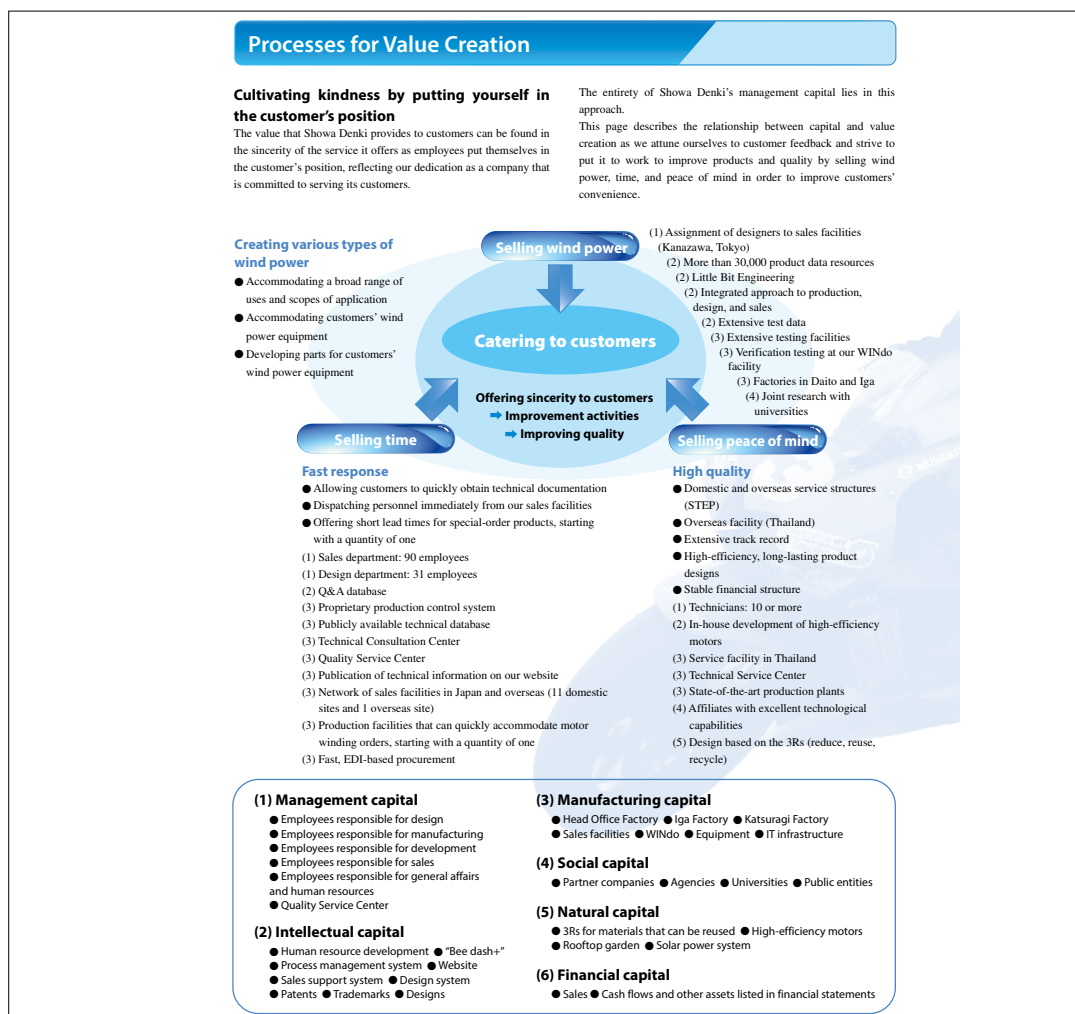 Processes for Value Creation
Cultivating kindness by putting yourself in
the customer's position
The value that Showa Denki provides to customers can be found in
the sincerity of the service it offers as employees put themselves in
the customer's position, reflecting our dedication as a company that
is committed to serving its customers.
The entirety of Showa Denki's management capital lies in this
approach.
This page describes the relationship between capital and value
creation as we attune ourselves to customer feedback and strive to
put it to work to improve products and quality by selling wind
power, time, and peace of mind in order to improve customers'
convenience.
Creating various types of
wind power
● Accommodating a broad range of
uses and scopes of application
● Accommodating customers' wind
power equipment
● Developing parts for customers'
wind power equipment
Selling wind power
(1) Assignment of designers to sales facilities
(Kanazawa, Tokyo)
(2) More than 30,000 product data resources
(2) Little Bit Engineering
(2) Integrated approach to production,
design, and sales
(2) Extensive test data
(3) Extensive testing facilities
(3) Verification testing at our WINdo
facility
(3) Factories in Daito and Iga
(4) Joint research with
universities
Catering to customers
Offering sincerity to customers
➡ Improvement activities
➡ Improving quality
Selling time
Fast response
● Allowing customers to quickly obtain technical documentation
● Dispatching personnel immediately from our sales facilities
● Offering short lead times for special-order products, starting
with a quantity of one
(1) Sales department: 90 employees
(1) Design department: 31 employees
(2) Q&A database
(3) Proprietary production control system
(3) Publicly available technical database
(3) Technical Consultation Center
(3) Quality Service Center
(3) Publication of technical information on our website
(3) Network of sales facilities in Japan and overseas (11 domestic
sites and 1 overseas site)
(3) Production facilities that can quickly accommodate motor
winding orders, starting with a quantity of one
(3) Fast, EDI-based procurement
Selling peace of mind
High quality
● Domestic and overseas service structures
(STEP)
● Overseas facility (Thailand)
● Extensive track record
● High-efficiency, long-lasting product
designs
● Stable financial structure
(1) Technicians: 10 or more
(2) In-house development of high-efficiency
motors
(3) Service facility in Thailand
(3) Technical Service Center
(3) State-of-the-art production plants
(4) Affiliates with excellent technological
capabilities
(5) Design based on the 3Rs (reduce, reuse,
recycle)
(1) Management capital
● Employees responsible for design
● Employees responsible for manufacturing
● Employees responsible for development
● Employees responsible for sales
● Employees responsible for general affairs
and human resources
● Quality Service Center
(2) Intellectual capital
● Human resource development ● "Bee dash+"
● Process management system ● Website
● Sales support system ● Design system
● Patents ● Trademarks ● Designs
(3) Manufacturing capital
● Head Office Factory ● Iga Factory ● Katsuragi Factory
● Sales facilities ● WINdo ● Equipment ● IT infrastructure
(4) Social capital
● Partner companies ● Agencies ● Universities ● Public entities
(5) Natural capital
● 3Rs for materials that can be reused ● High-efficiency motors
● Rooftop garden ● Solar power system
(6) Financial capital
● Sales ● Cash flows and other assets listed in financial statements